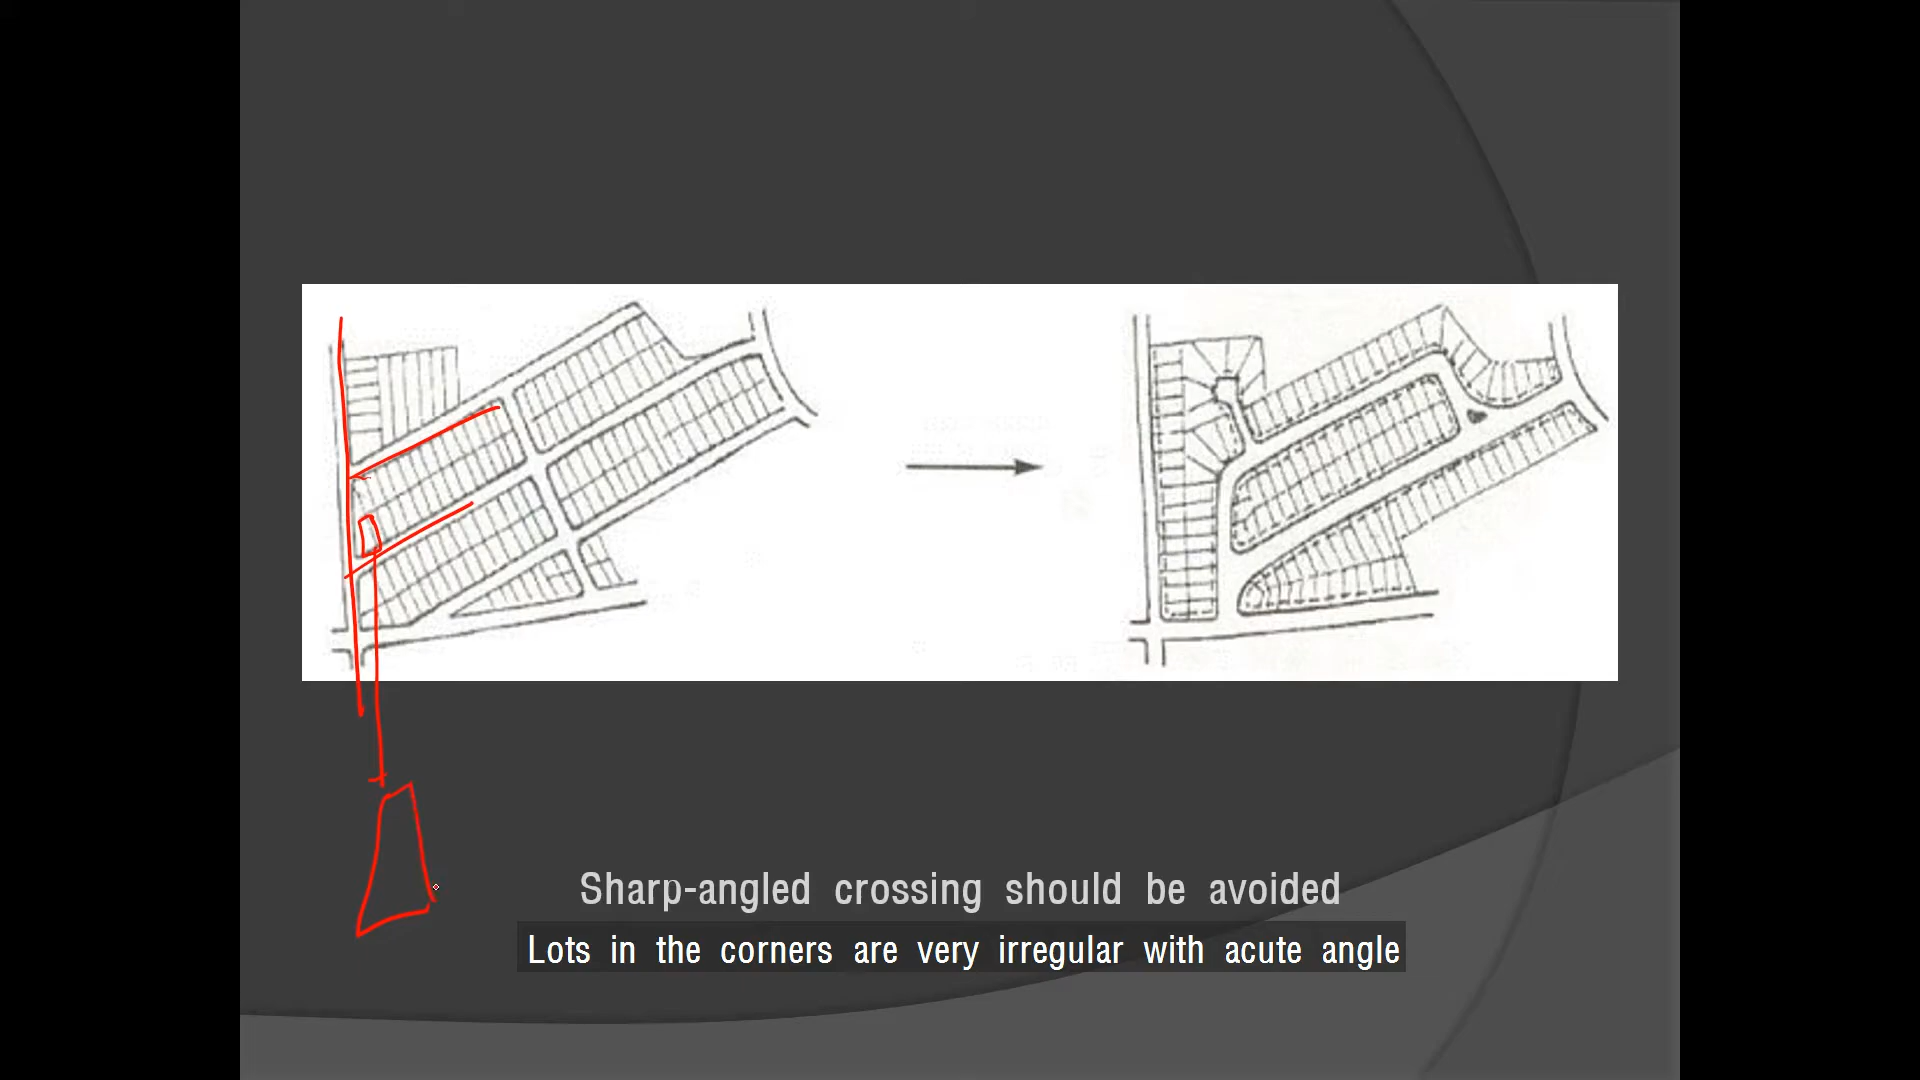 Sharp-angled crossing should be avoided
Lots in the corners are very irregular with acute angle